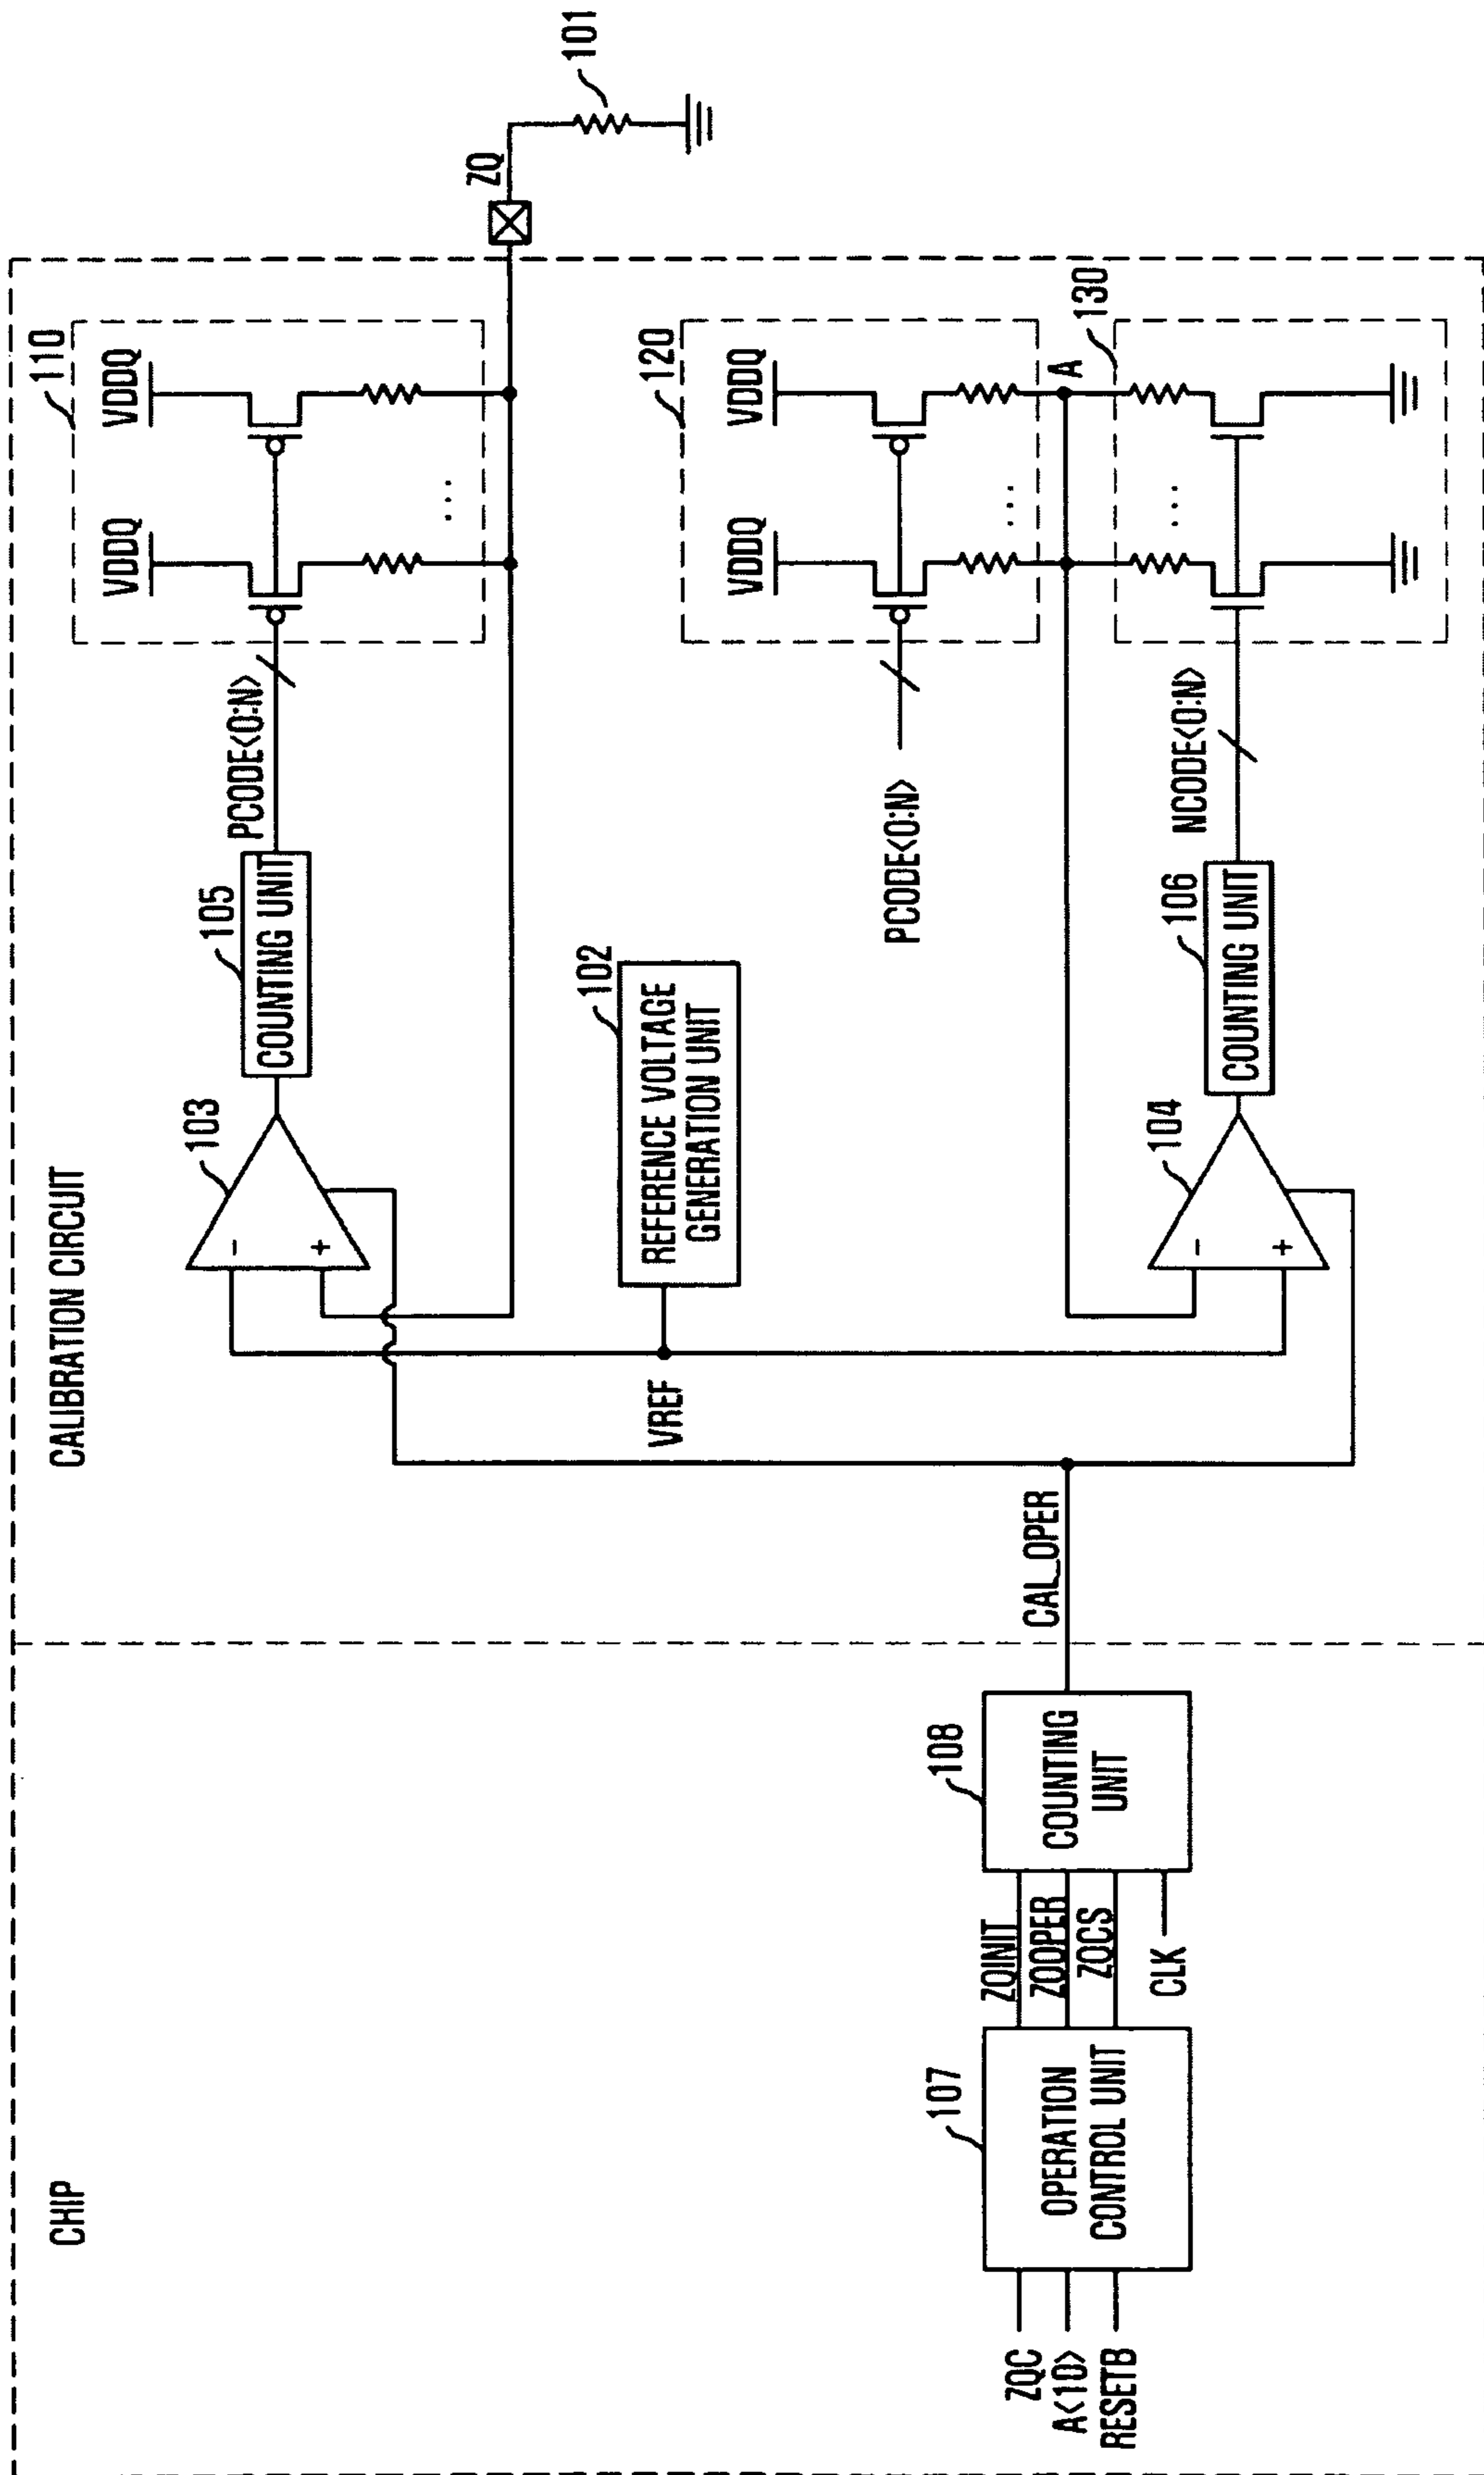 CHIP
CALIBRATION CIRCUIT
ZQC
A<10>
RESETB
107
OPERATION
CONTROL UNIT
ZQINIT
ZQOPER
ZQCS
CLK
108
COUNTING
UNIT
CAL_OPER
VREF
103
-
+
105
COUNTING UNIT
PCODE<0:N>
110
VDDQ
VDDQ
...
ZQ
101
102
REFERENCE VOLTAGE
GENERATION UNIT
PCODE<0:N>
120
VDDQ
VDDQ
...
A
130
...
104
-
+
106
COUNTING UNIT
NCODE<0:N>